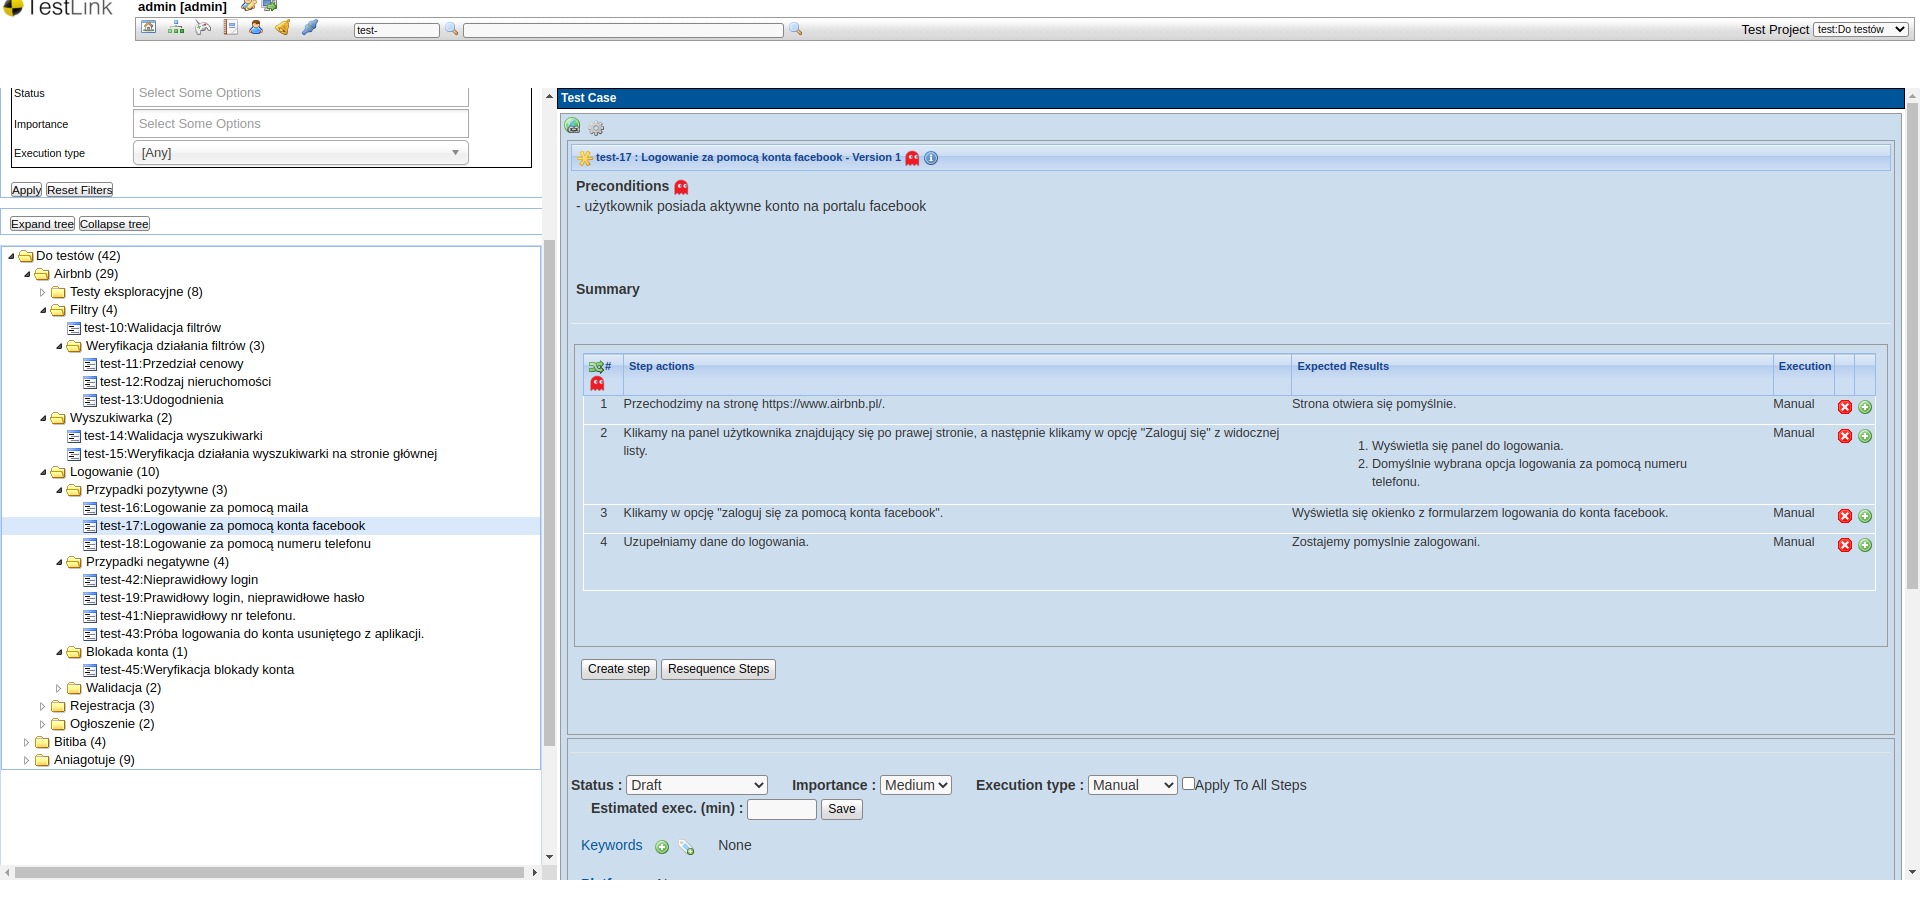 TestLink
admin [admin]
test-
Test Project test:Do testów
Status Select Some Options
Importance Select Some Options
Execution type [Any]
Apply Reset Filters
Expand tree Collapse tree
Do testów (42)
Airbnb (29)
Testy eksploracyjne (8)
Filtry (4)
test-10:Walidacja filtrów
Weryfikacja działania filtrów (3)
test-11:Przedział cenowy
test-12:Rodzaj nieruchomości
test-13:Udogodnienia
Wyszukiwarka (2)
test-14:Walidacja wyszukiwarki
test-15:Weryfikacja działania wyszukiwarki na stronie głównej
Logowanie (10)
Przypadki pozytywne (3)
test-16:Logowanie za pomocą maila
test-17:Logowanie za pomocą konta facebook
test-18:Logowanie za pomocą numeru telefonu
Przypadki negatywne (4)
test-42:Nieprawidłowy login
test-19:Prawidłowy login, nieprawidłowe hasło
test-41:Nieprawidłowy nr telefonu.
test-43:Próba logowania do konta usuniętego z aplikacji.
Blokada konta (1)
test-45:Weryfikacja blokady konta
Walidacja (2)
Rejestracja (3)
Ogłoszenie (2)
Bitiba (4)
Aniagotuje (9)
Test Case
test-17 : Logowanie za pomocą konta facebook - Version 1
Preconditions
- użytkownik posiada aktywne konto na portalu facebook
Summary
# Step actions Expected Results Execution
1 Przechodzimy na stronę https://www.airbnb.pl/. Strona otwiera się pomyślnie. Manual
2 Klikamy na panel użytkownika znajdujący się po prawej stronie, a następnie klikamy w opcję "Zaloguj się" z widocznej Manual
listy.
1. Wyświetla się panel do logowania.
2. Domyślnie wybrana opcja logowania za pomocą numeru
telefonu.
3 Klikamy w opcję "zaloguj się za pomocą konta facebook". Wyświetla się okienko z formularzem logowania do konta facebook. Manual
4 Uzupełniamy dane do logowania. Zostajemy pomyslnie zalogowani. Manual
Create step Resequence Steps
Status : Draft Importance : Medium Execution type : Manual Apply To All Steps
Estimated exec. (min) : Save
Keywords None